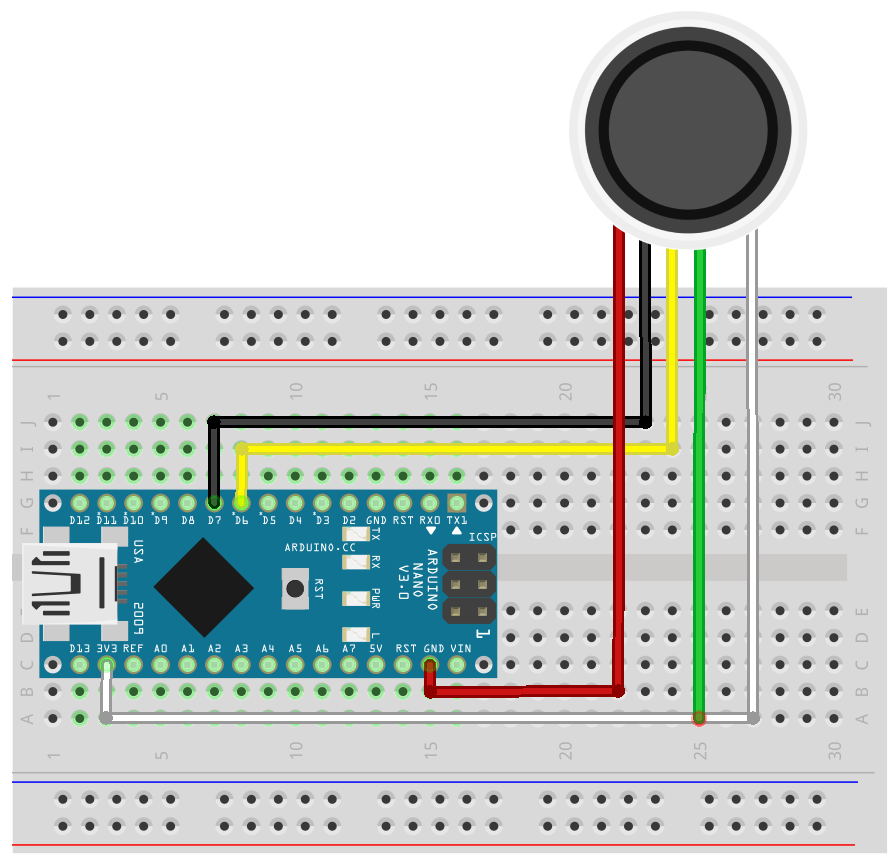 1 5 10 15 20 25 30
J J
I I
H H
G G
F F
D12 *D11 *D10 *D9 D8 D7 *D6 *D5 D4 *D3 D2 GND RST RX0 TX1
ICSP
TX
RX
PWR
L
USA
2009
ARDUINO.CC
RST
ARDUINO
NANO
V3.0
1
D13 3V3 REF A0 A1 A2 A3 A4 A5 A6 A7 5V RST GND VIN
E
D D
C C
B B
A A
1 5 10 15 20 25 30